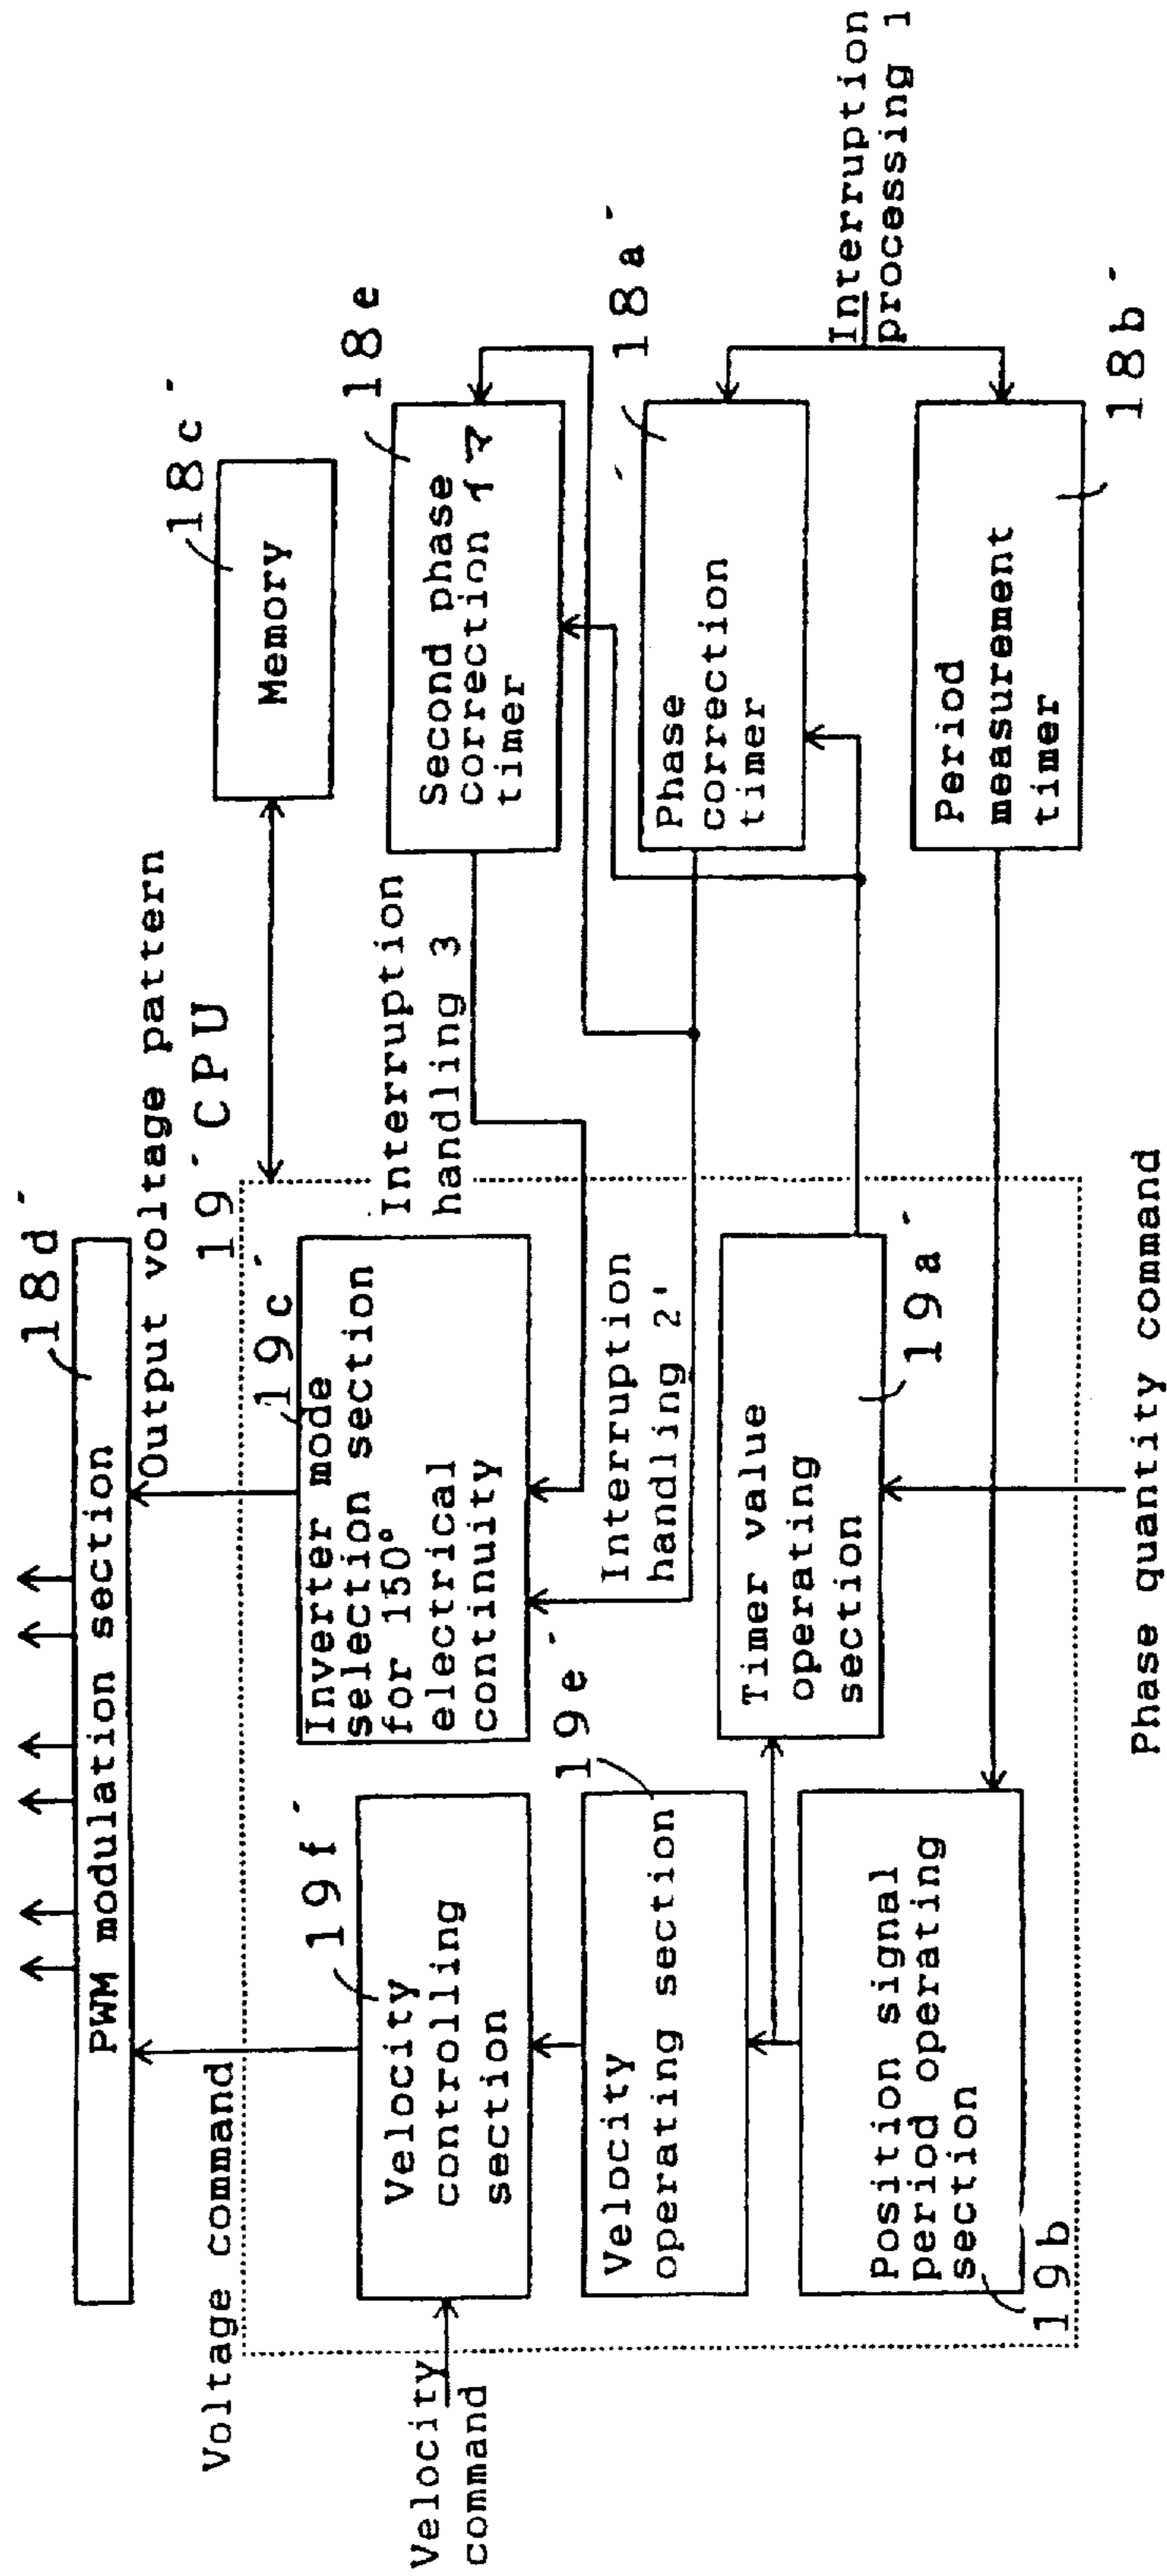 18d´
PWM modulation section
Voltage command
Output voltage pattern
19´ CPU
18c´
Memory
19f´
Velocity
controlling
section
Velocity
command
19c´
Inverter mode
selection section
for 150°
electrical
continuity
Interruption
handling 3
18e
Second phase
correction イマ
timer
19e´
Velocity
operating section
Interruption
handling 2'
18a´
Phase
correction
timer
Timer value
operating
section
19a´
Interruption
processing 1
Position signal
period operating
section
19b
Period
measurement
timer
18b´
Phase quantity command